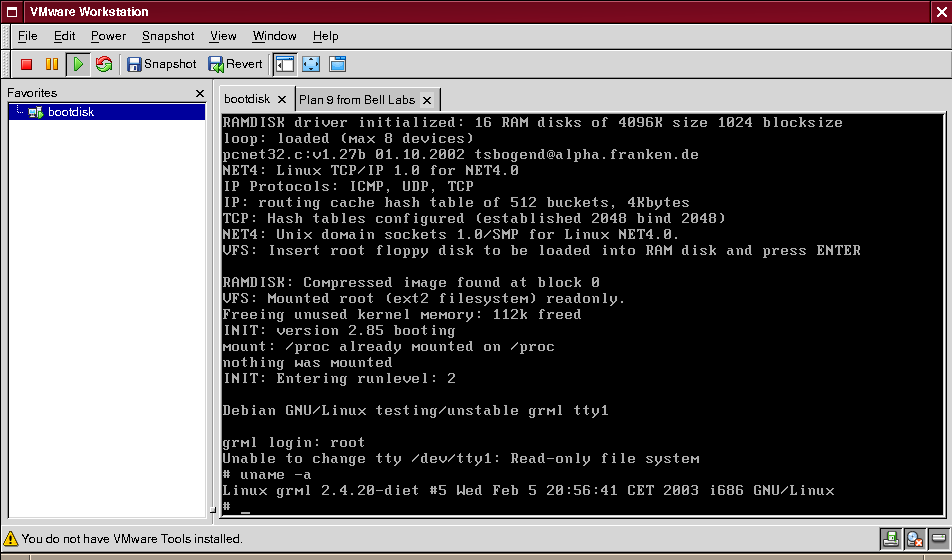 VMware Workstation
File Edit Power Snapshot View Window Help
Snapshot Revert
Favorites
bootdisk
bootdisk Plan 9 from Bell Labs
RAMDISK driver initialized: 16 RAM disks of 4096K size 1024 blocksize
loop: loaded (max 8 devices)
pcnet32.c:v1.27b 01.10.2002 tsbogend@alpha.franken.de
NET4: Linux TCP/IP 1.0 for NET4.0
IP Protocols: ICMP, UDP, TCP
IP: routing cache hash table of 512 buckets, 4Kbytes
TCP: Hash tables configured (established 2048 bind 2048)
NET4: Unix domain sockets 1.0/SMP for Linux NET4.0.
VFS: Insert root floppy disk to be loaded into RAM disk and press ENTER
RAMDISK: Compressed image found at block 0
VFS: Mounted root (ext2 filesystem) readonly.
Freeing unused kernel memory: 112k freed
INIT: version 2.85 booting
mount: /proc already mounted on /proc
nothing was mounted
INIT: Entering runlevel: 2
Debian GNU/Linux testing/unstable grml tty1
grml login: root
Unable to change tty /dev/tty1: Read-only file system
# uname -a
Linux grml 2.4.20-diet #5 Wed Feb 5 20:56:41 CET 2003 i686 GNU/Linux
# _
You do not have VMware Tools installed.